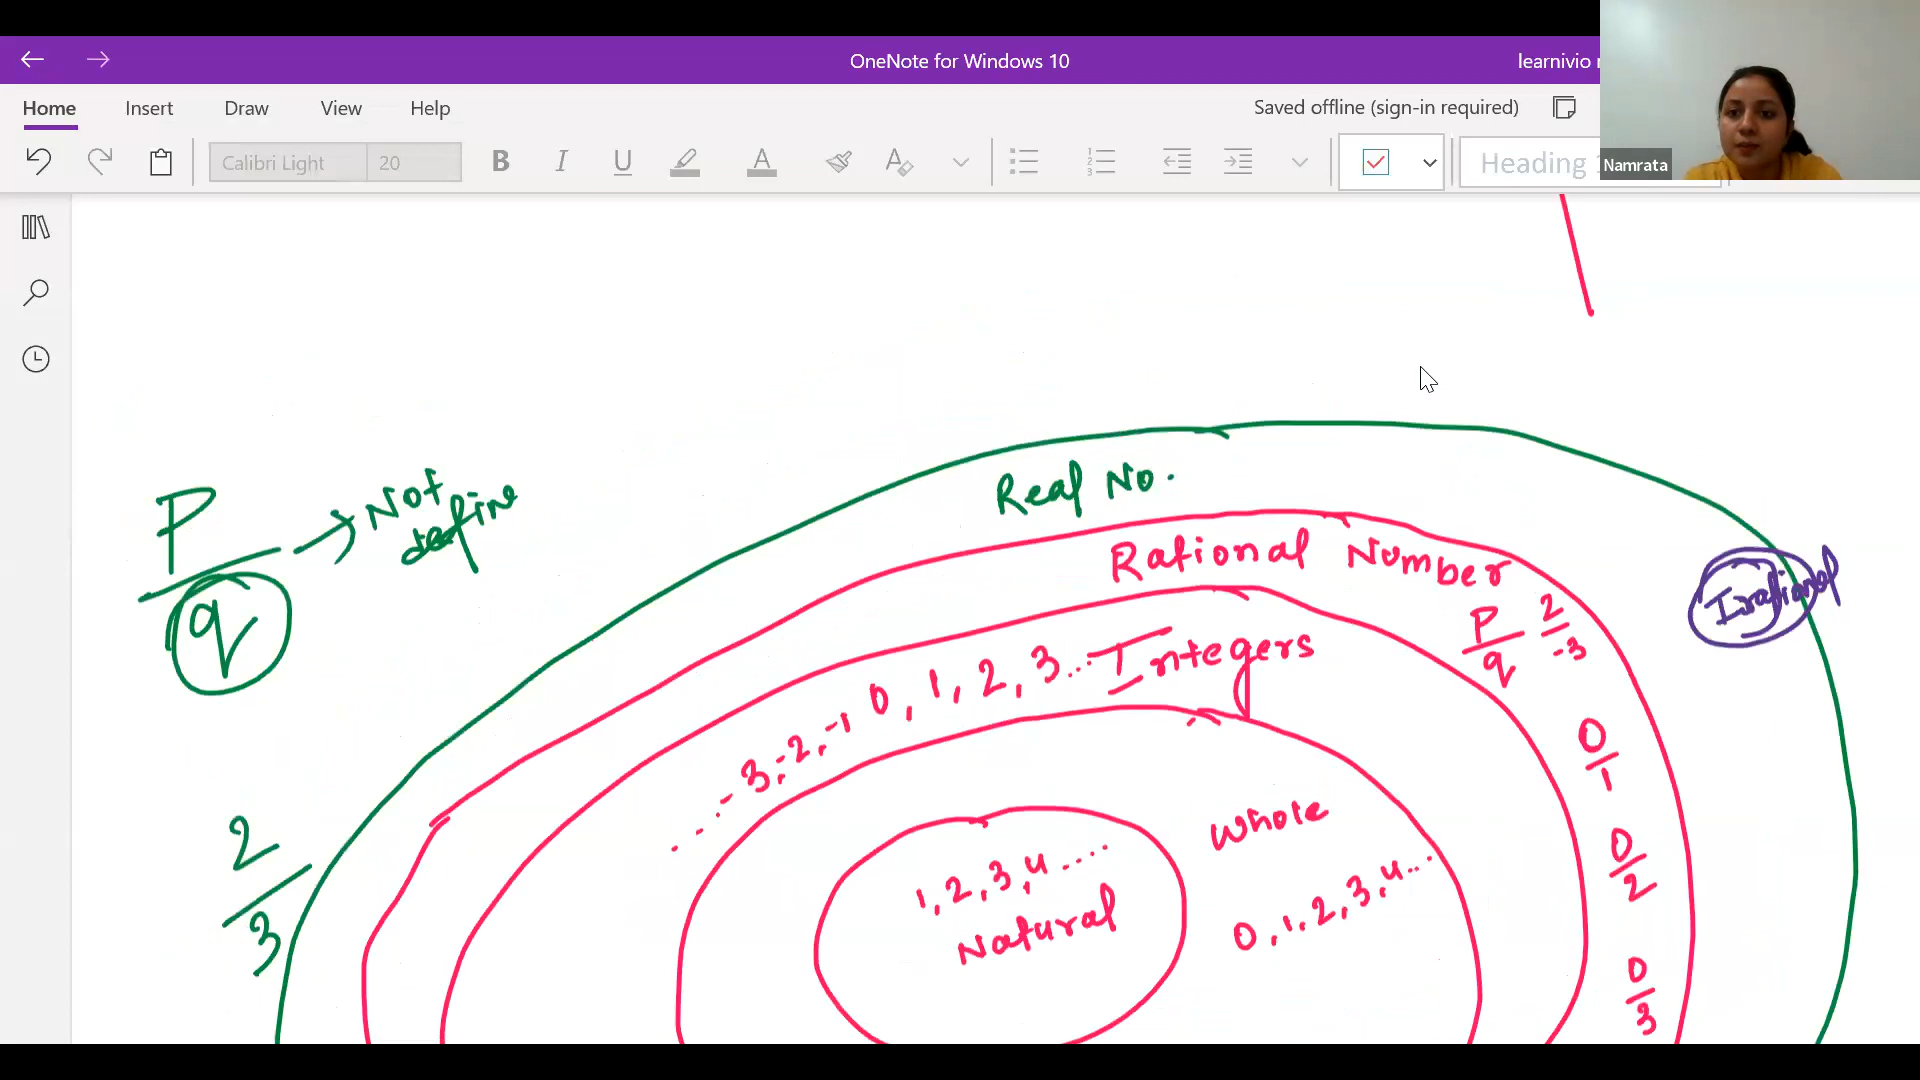 OneNote for Windows 10
learnivio
Home Insert Draw View Help
Saved offline (sign-in required)
Calibri Light 20 B I U A
Heading
Namrata
Real No.
P/q → Not define
Rational Number
P/q 2/-3
Irrational
... -3, -2, -1 0, 1, 2, 3... Integers
0/1
Whole
2/3
1, 2, 3, 4 ....
0/2
Natural
0, 1, 2, 3, 4...
0/3